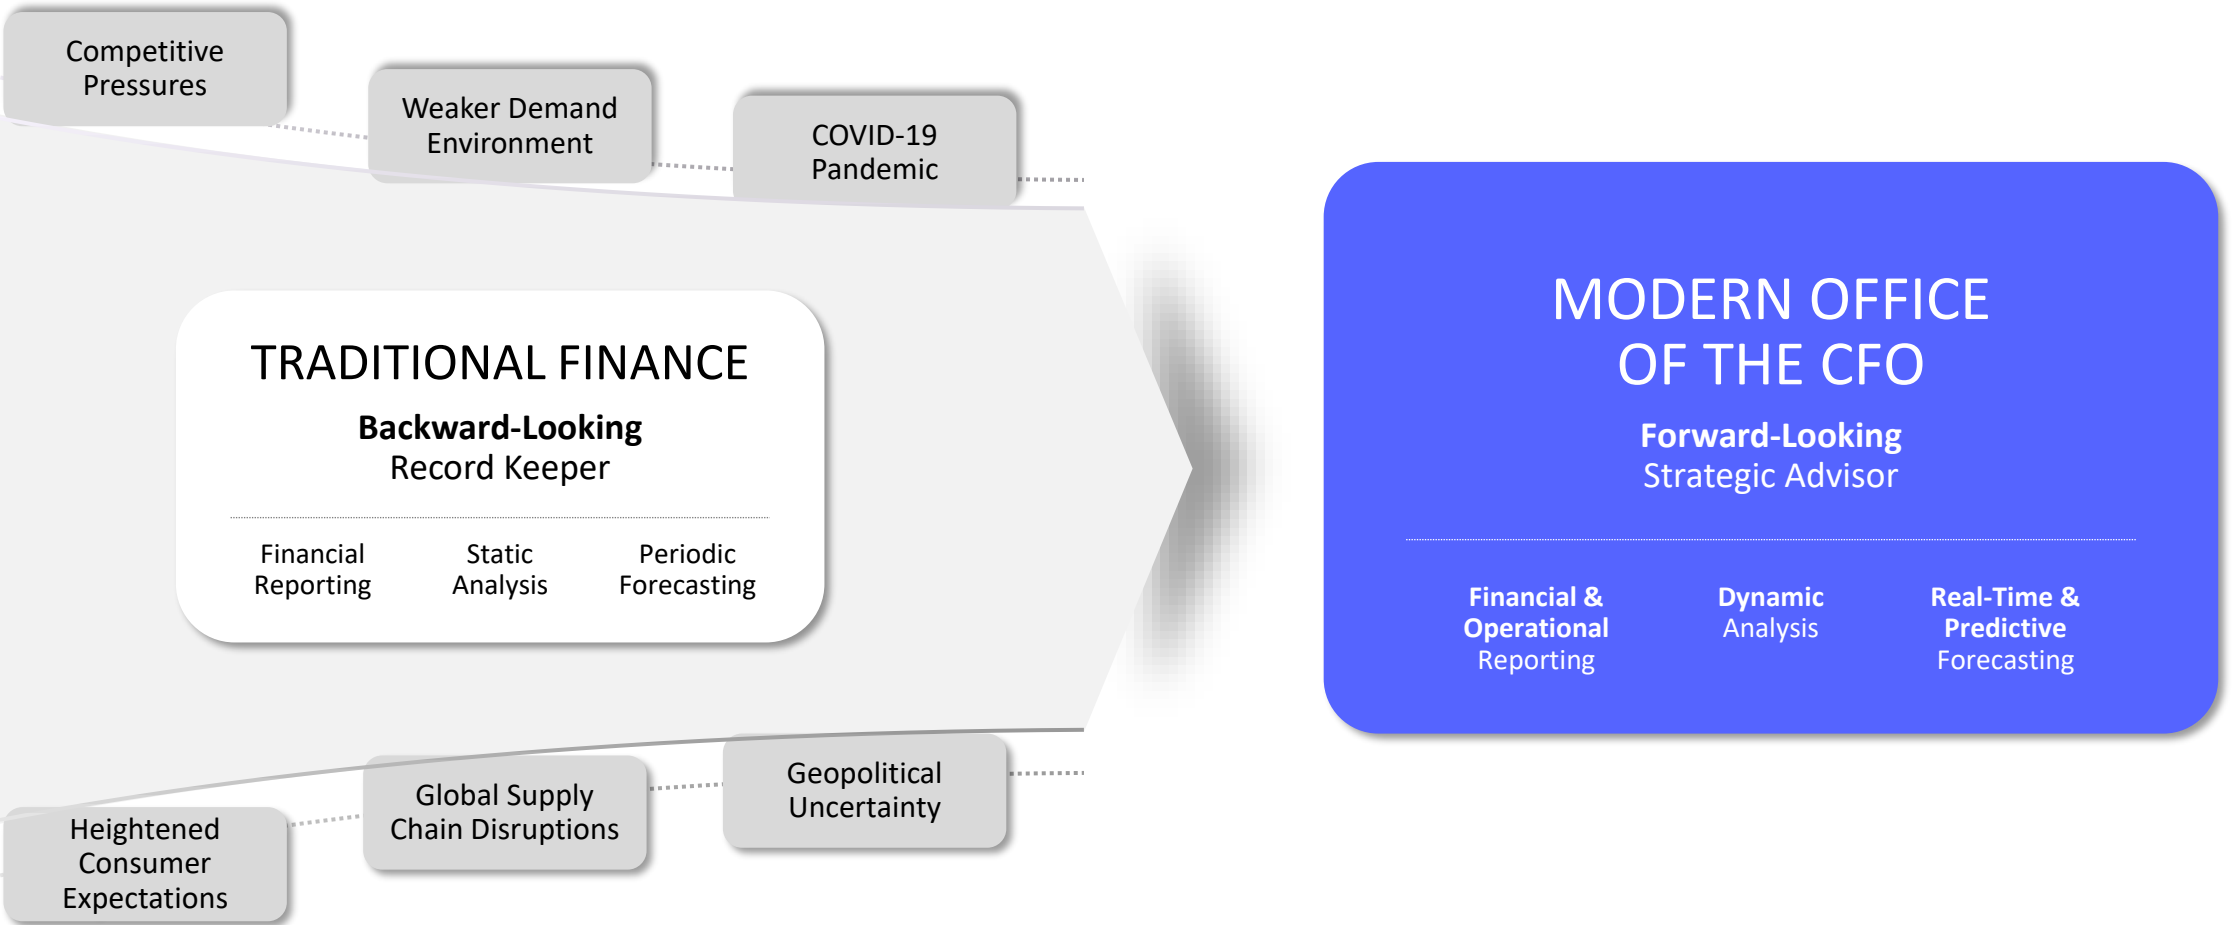 Competitive
Pressures
Weaker Demand
Environment
COVID-19
Pandemic
TRADITIONAL FINANCE
Backward-Looking
Record Keeper
Financial
Reporting
Static
Analysis
Periodic
Forecasting
MODERN OFFICE
OF THE CFO
Forward-Looking
Strategic Advisor
Financial &
Operational
Reporting
Dynamic
Analysis
Real-Time &
Predictive
Forecasting
Heightened
Consumer
Expectations
Global Supply
Chain Disruptions
Geopolitical
Uncertainty